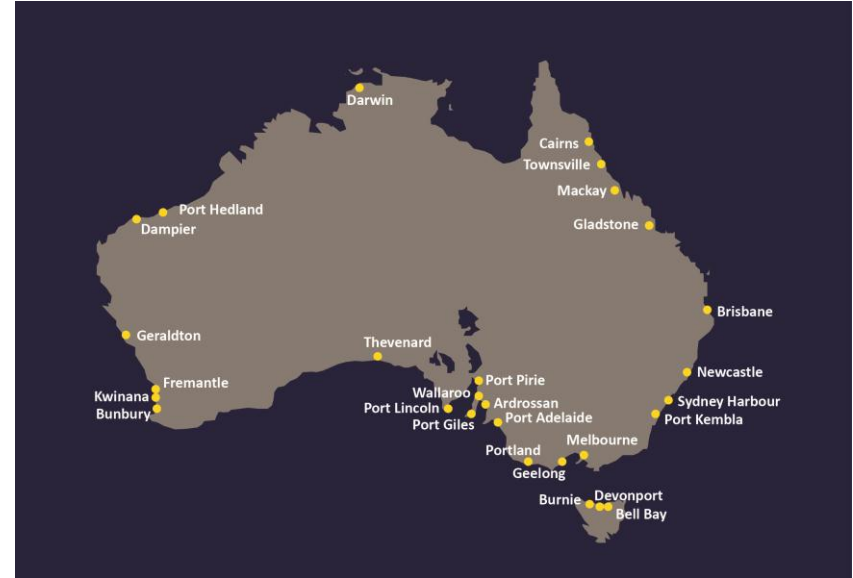 Darwin
Cairns
Townsville
Mackay
Port Hedland
Dampier
Gladstone
Brisbane
Geraldton
Thevenard
Newcastle
Fremantle
Port Pirie
Kwinana
Wallaroo
Ardrossan
Sydney Harbour
Bunbury
Port Lincoln
Port Adelaide
Port Kembla
Port Giles
Melbourne
Portland
Geelong
Burnie
Devonport
Bell Bay